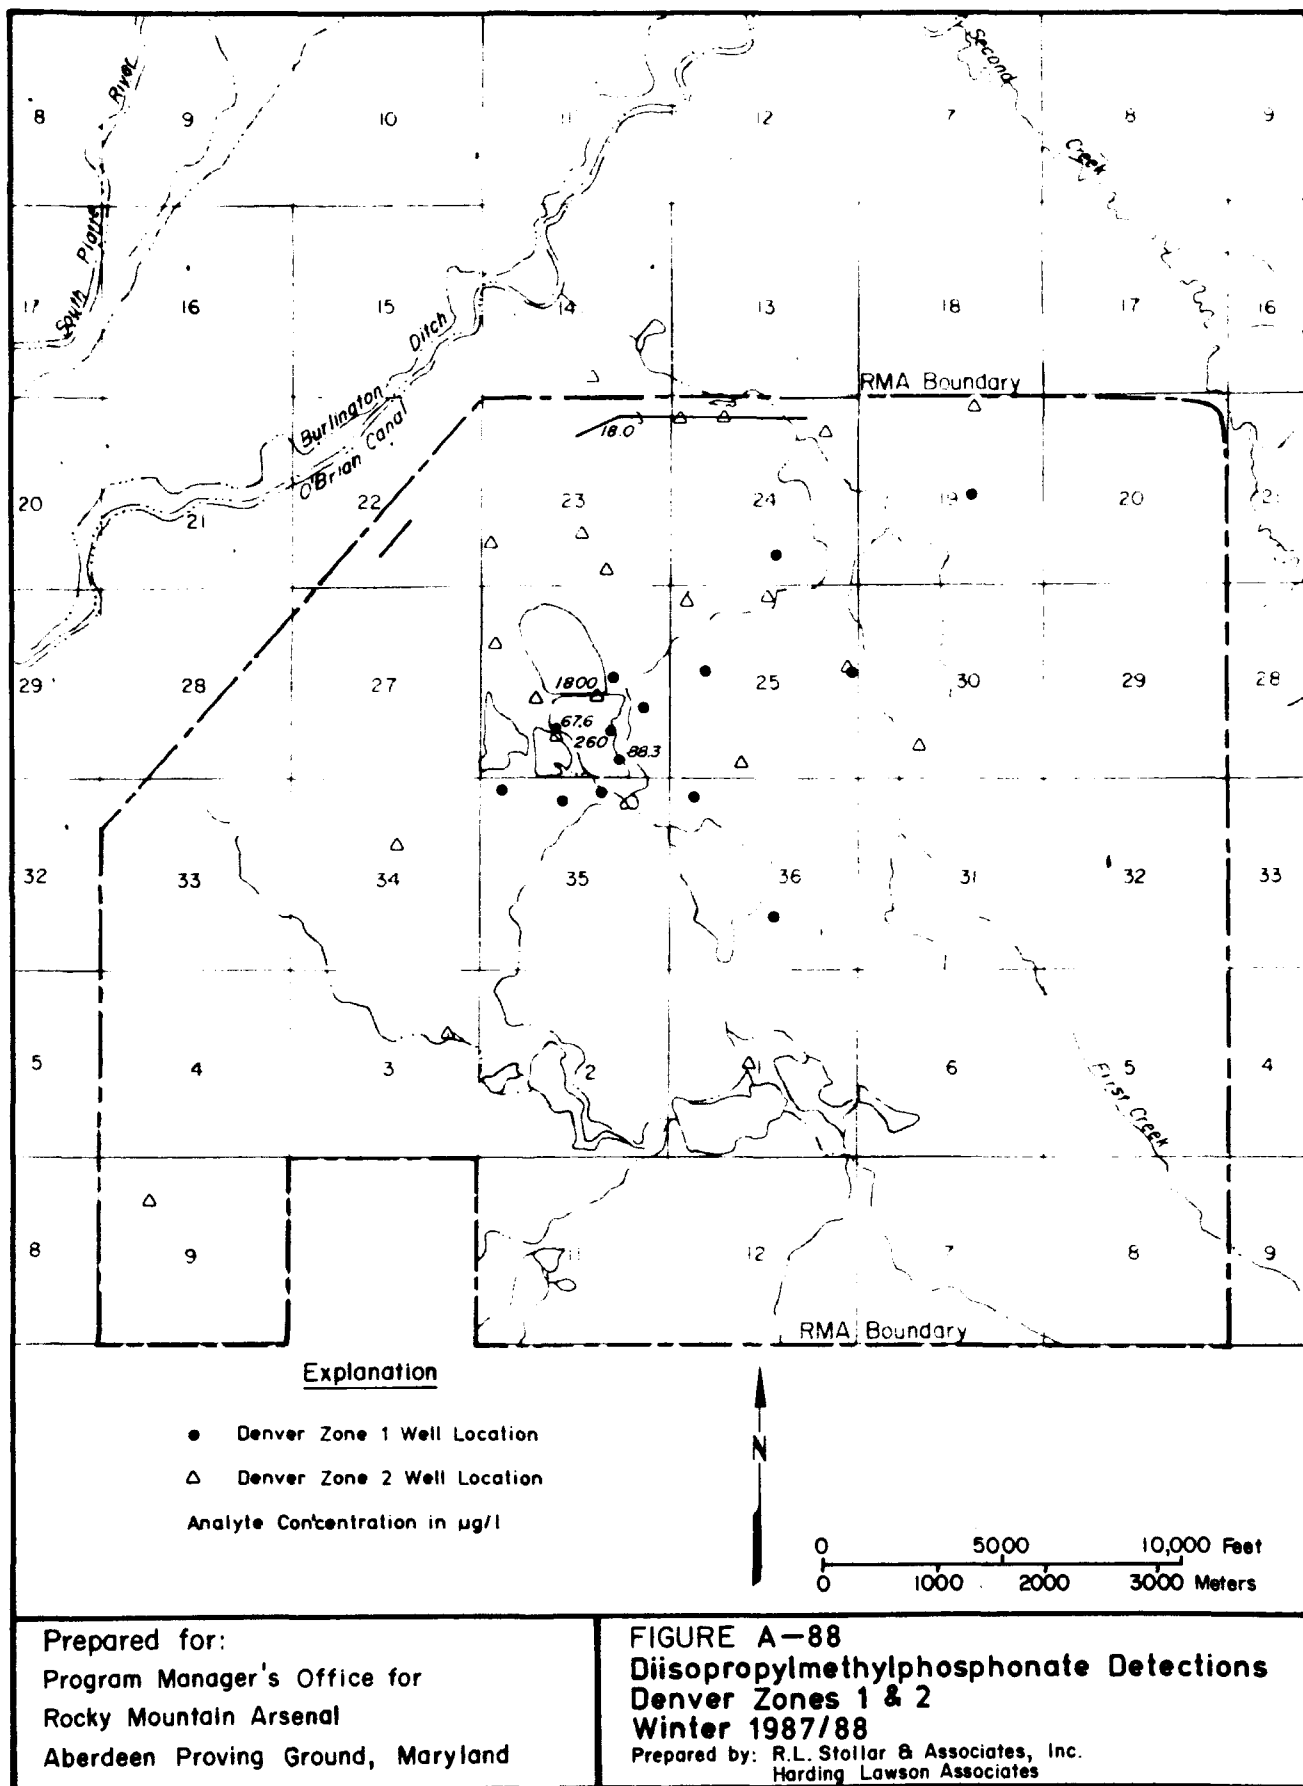 River
Second
8 9 10 11 12 7 8 9
Creek
South Platte
17 16 15 14 13 18 17 16
Ditch
RMA Boundary
Burlington
O'Brian Canal
18.0
20 21 22 23 24 19 20 21
29 28 27 25 30 29 28
1800
67.6
260
88.3
32 33 34 35 36 31 32 33
5 4 3 2 1 6 5 4
First Creek
8 9 11 12 7 8 9
RMA Boundary
Explanation
Denver Zone 1 Well Location
Denver Zone 2 Well Location
Analyte Concentration in µg/l
N
0 5000 10,000 Feet
0 1000 2000 3000 Meters
Prepared for:
Program Manager's Office for
Rocky Mountain Arsenal
Aberdeen Proving Ground, Maryland
FIGURE A-88
Diisopropylmethylphosphonate Detections
Denver Zones 1 & 2
Winter 1987/88
Prepared by: R.L. Stollar & Associates, Inc.
Harding Lawson Associates